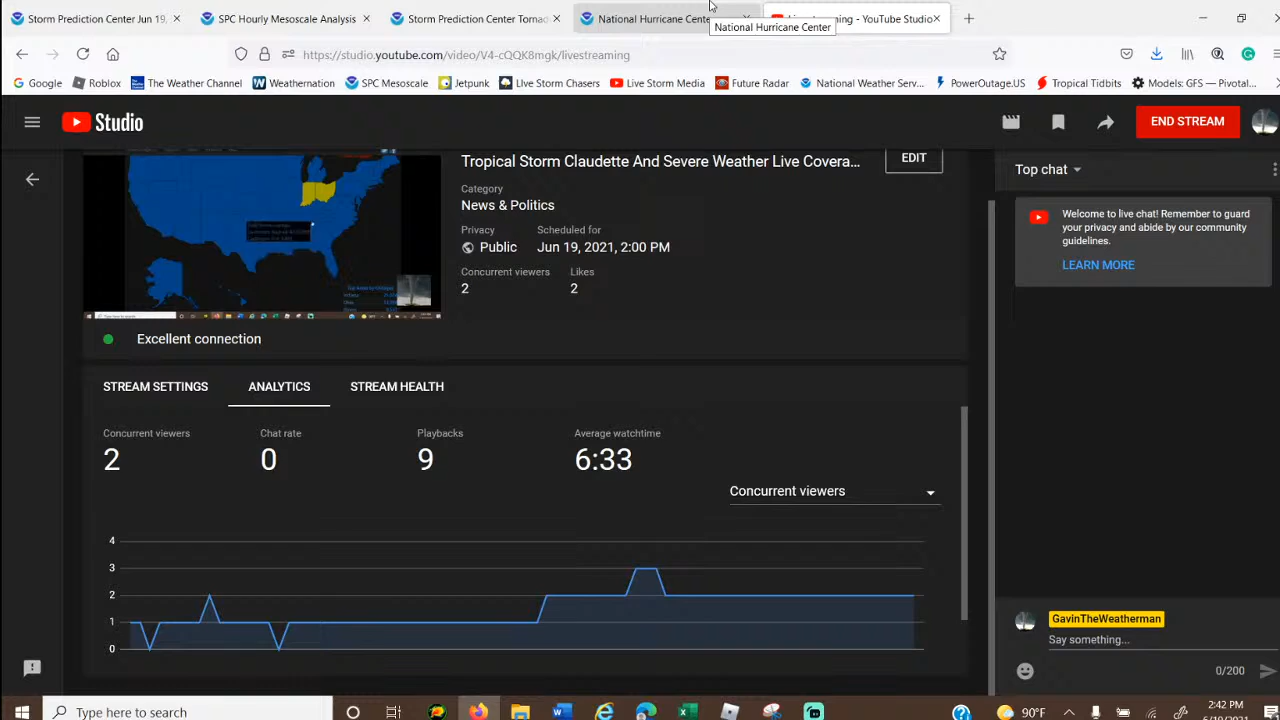 Storm Prediction Center Jun 19,
SPC Hourly Mesoscale Analysis
Storm Prediction Center Tornad
National Hurricane Cente
YouTube Studio
National Hurricane Center
https://studio.youtube.com/video/V4-cQQK8mgk/livestreaming
Google
Roblox
The Weather Channel
Weathernation
SPC Mesoscale
Jetpunk
Live Storm Chasers
Live Storm Media
Future Radar
National Weather Serv...
PowerOutage.US
Tropical Tidbits
Models: GFS — Pivotal...
Studio
END STREAM
Tropical Storm Claudette And Severe Weather Live Covera...
EDIT
Category
News & Politics
Privacy
Scheduled for
Public
Jun 19, 2021, 2:00 PM
Concurrent viewers
Likes
2
2
Excellent connection
STREAM SETTINGS
ANALYTICS
STREAM HEALTH
Concurrent viewers
Chat rate
Playbacks
Average watchtime
2
0
9
6:33
Concurrent viewers
4
3
2
1
0
Top chat
Welcome to live chat! Remember to guard
your privacy and abide by our community
guidelines.
LEARN MORE
GavinTheWeatherman
Say something...
0/200
Type here to search
90°F
2:42 PM